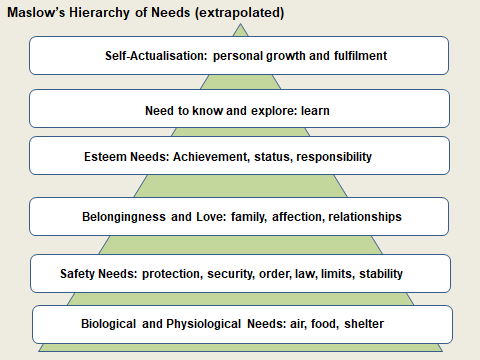 Maslow's Hierarchy of Needs (extrapolated)
Self-Actualisation: personal growth and fulfilment
Need to know and explore: learn
Esteem Needs: Achievement, status, responsibility
Belongingness and Love: family, affection, relationships
Safety Needs: protection, security, order, law, limits, stability
Biological and Physiological Needs: air, food, shelter